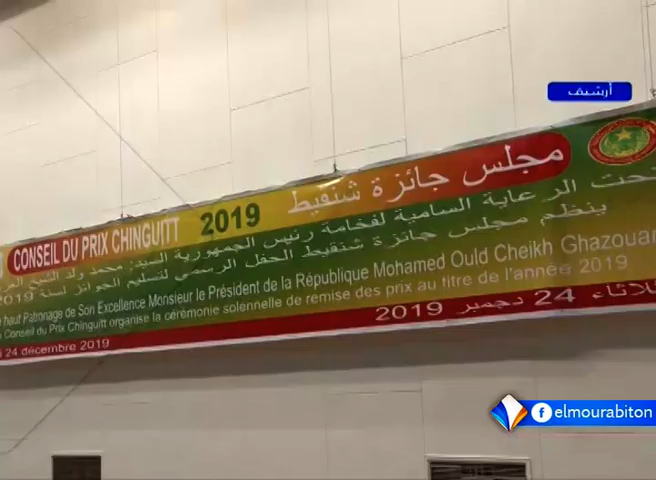 أرشيف
CONSEIL DU PRIX CHINGUITT 2019 مجلس جائزة شنقيط
تحت الرعاية السامية لفخامة رئيس الجمهورية السيد: محمد ولد الشيخ
ينظم مجلس جائزة شنقيط الحفل الرسمي لتسليم الجوائز لسنة 2019
haut Patronage de Son Excellence Monsieur le Président de la République Mohamed Ould Cheikh Ghazouan
Conseil du Prix Chinguitt organise la cérémonie solennelle de remise des prix au titre de l'année 2019
24 décembre 2019
24 دجمبر 2019
elmourabiton